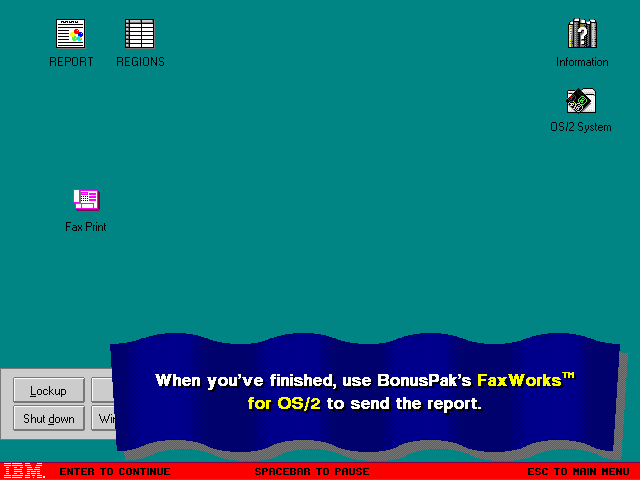 REPORT
REGIONS
Information
OS/2 System
Fax Print
When you've finished, use BonusPak's FaxWorks™
for OS/2 to send the report.
Lockup
Shut down
Win
IBM. ENTER TO CONTINUE SPACEBAR TO PAUSE ESC TO MAIN MENU